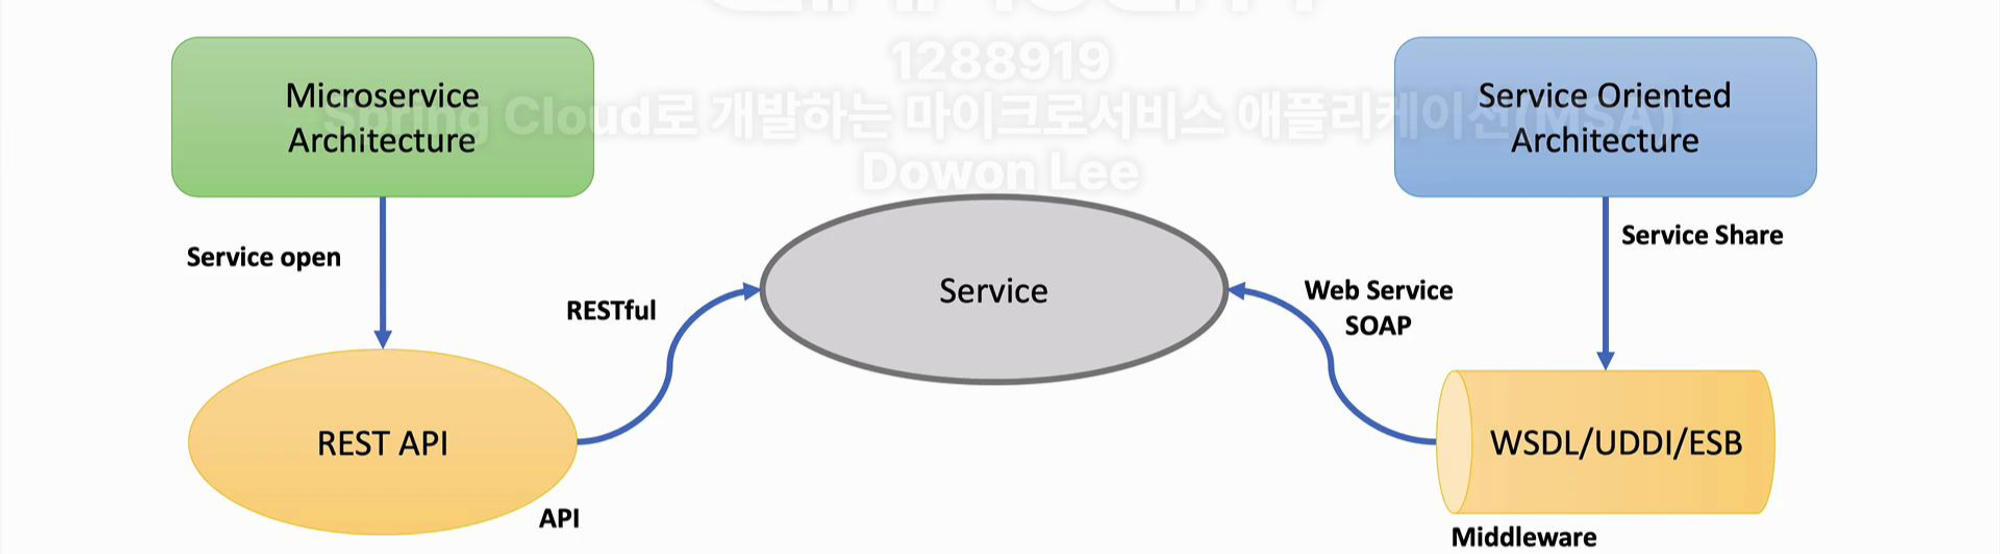 1288919
Spring Cloud로 개발하는 마이크로서비스 애플리케이션(MSA)
Dowon Lee
Microservice
Architecture
Service Oriented
Architecture
Service open
Service Share
RESTful
Service
Web Service
SOAP
REST API
WSDL/UDDI/ESB
API
Middleware